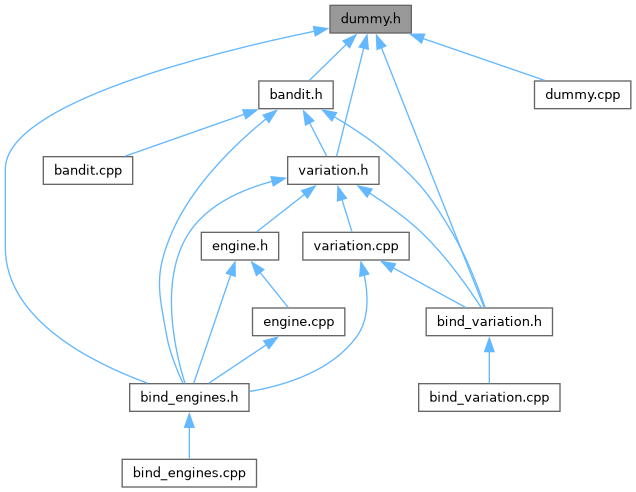 dummy.h
bandit.h
dummy.cpp
bandit.cpp
variation.h
engine.h
variation.cpp
engine.cpp
bind_variation.h
bind_engines.h
bind_variation.cpp
bind_engines.cpp